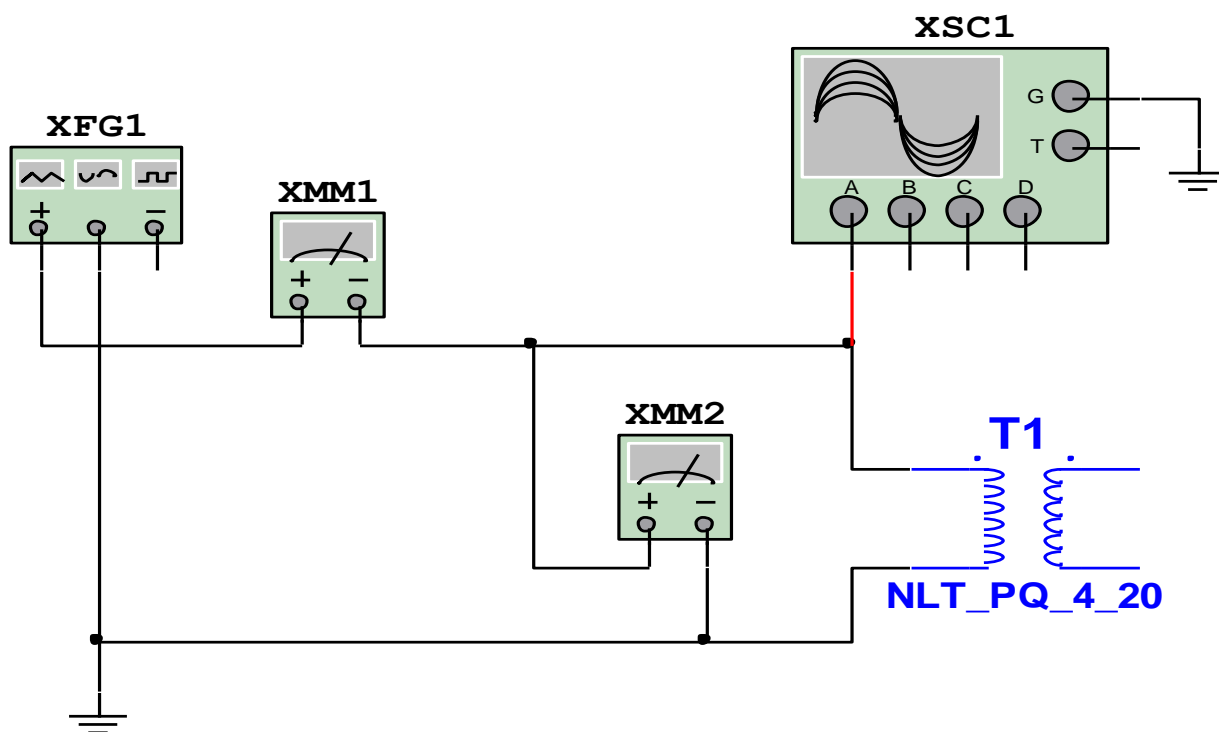 XSC1
G
T
A B C D
XFG1
+ −
XMM1
+ −
XMM2
+ −
T1
NLT_PQ_4_20